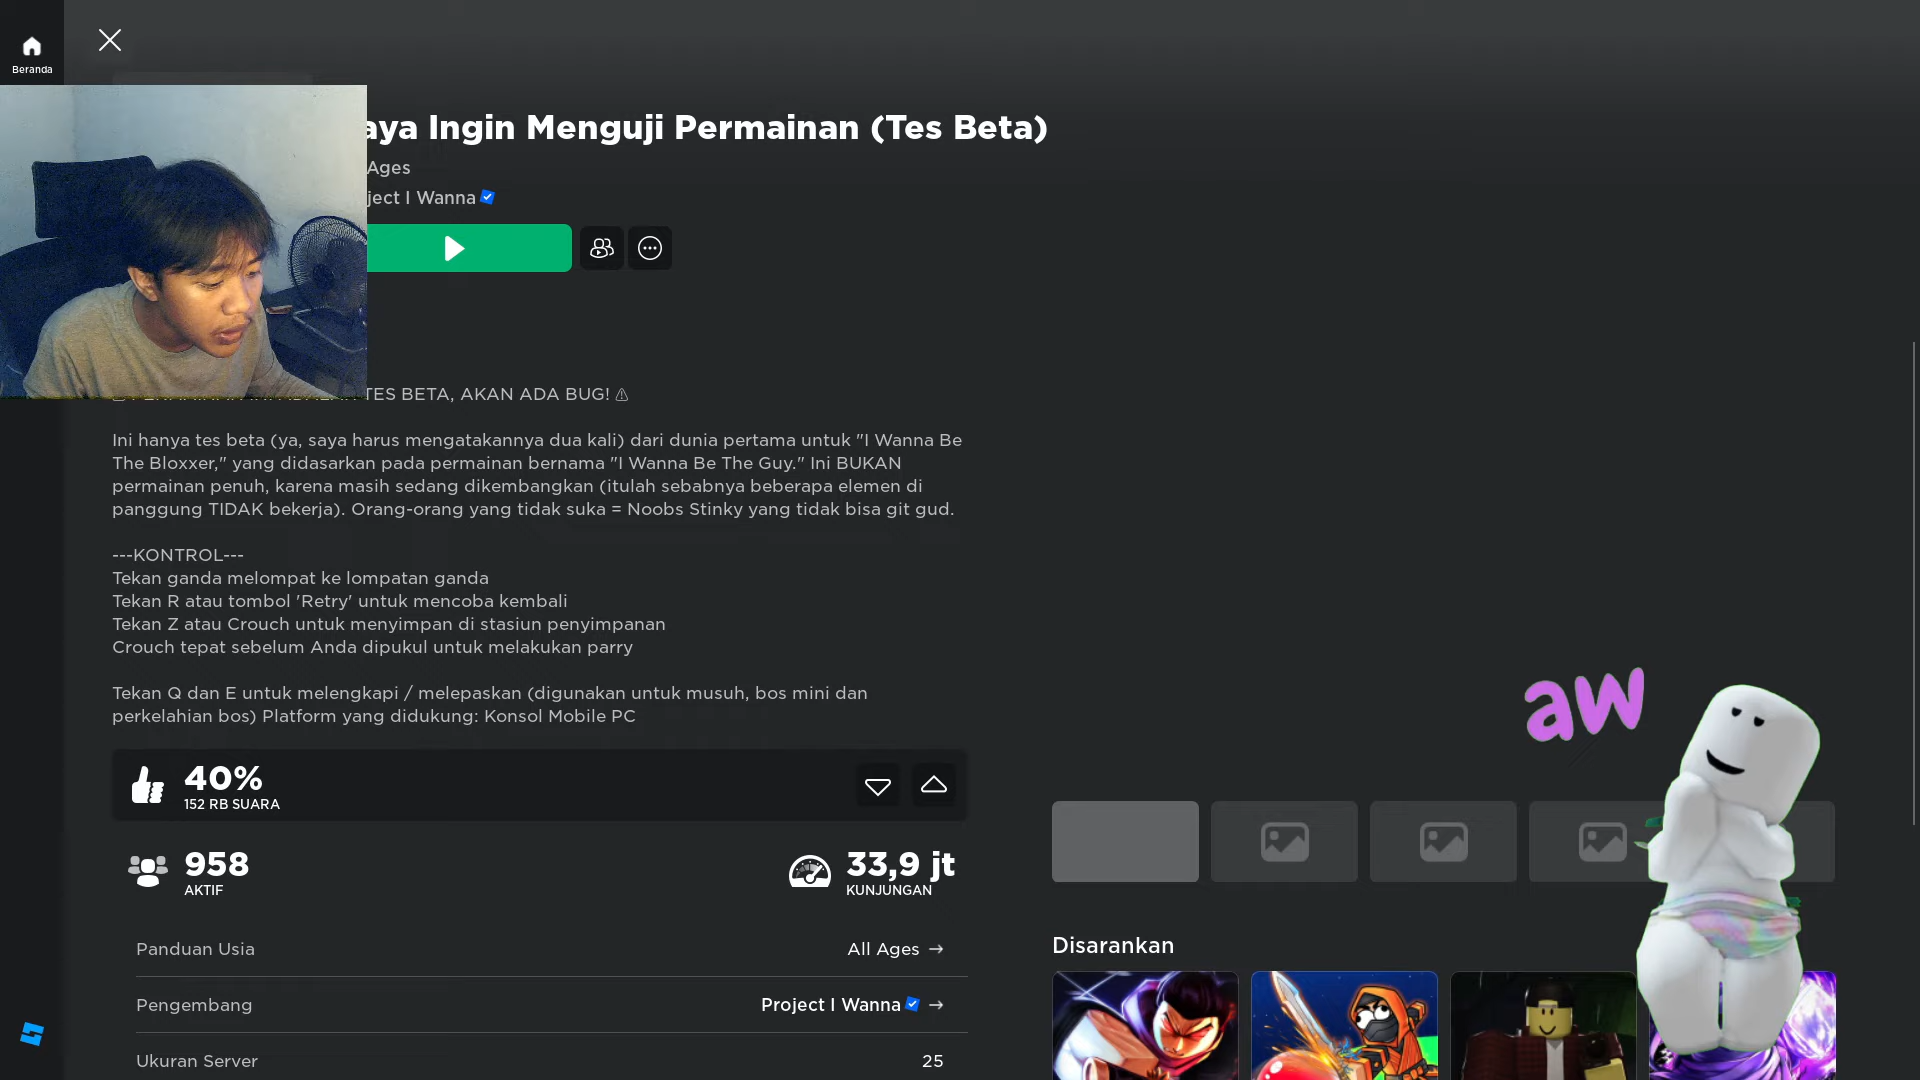 Beranda
aya Ingin Menguji Permainan (Tes Beta)
Ages
ject I Wanna
TES BETA, AKAN ADA BUG! ⚠
Ini hanya tes beta (ya, saya harus mengatakannya dua kali) dari dunia pertama untuk "I Wanna Be
The Bloxxer," yang didasarkan pada permainan bernama "I Wanna Be The Guy." Ini BUKAN
permainan penuh, karena masih sedang dikembangkan (itulah sebabnya beberapa elemen di
panggung TIDAK bekerja). Orang-orang yang tidak suka = Noobs Stinky yang tidak bisa git gud.
---KONTROL---
Tekan ganda melompat ke lompatan ganda
Tekan R atau tombol 'Retry' untuk mencoba kembali
Tekan Z atau Crouch untuk menyimpan di stasiun penyimpanan
Crouch tepat sebelum Anda dipukul untuk melakukan parry
Tekan Q dan E untuk melengkapi / melepaskan (digunakan untuk musuh, bos mini dan
perkelahian bos) Platform yang didukung: Konsol Mobile PC
40%
152 RB SUARA
958
AKTIF
33,9 jt
KUNJUNGAN
Panduan Usia
All Ages
Pengembang
Project I Wanna
Ukuran Server
25
aw
Disarankan